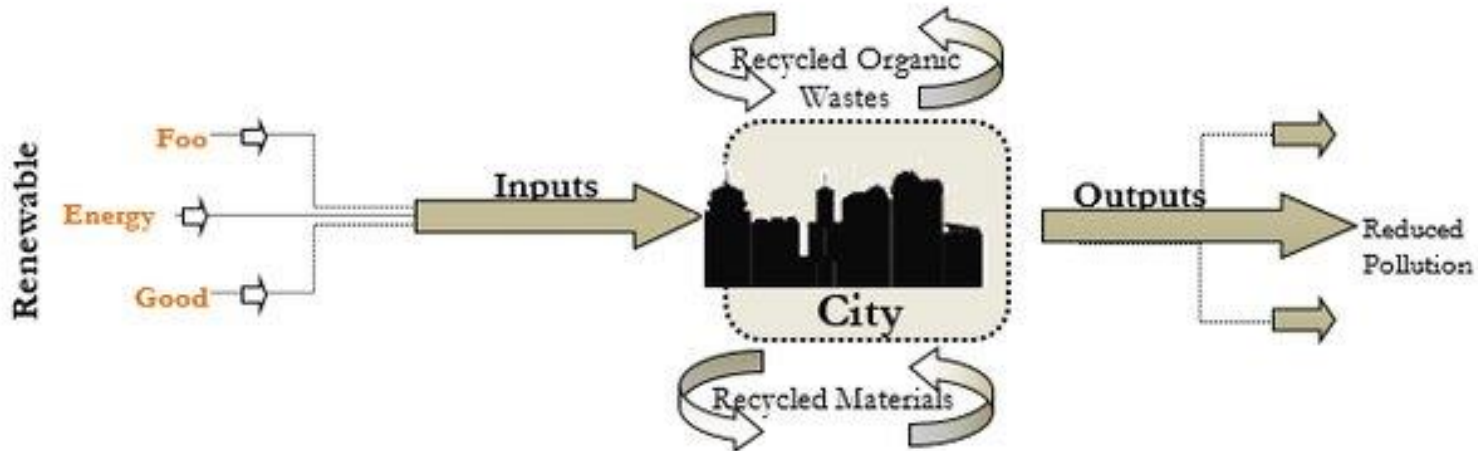 Renewable
Foo
Energy
Good
Inputs
Recycled Organic
Wastes
City
Recycled Materials
Outputs
Reduced
Pollution